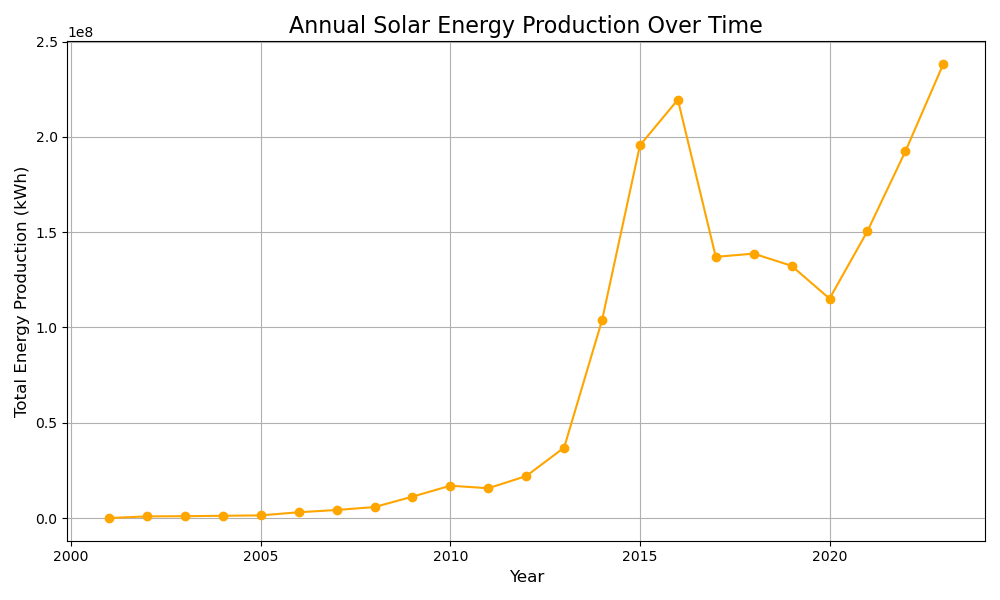 Annual Solar Energy Production Over Time
1e8
2.5
2.0
1.5
1.0
0.5
0.0
Total Energy Production (kWh)
2000 2005 2010 2015 2020
Year